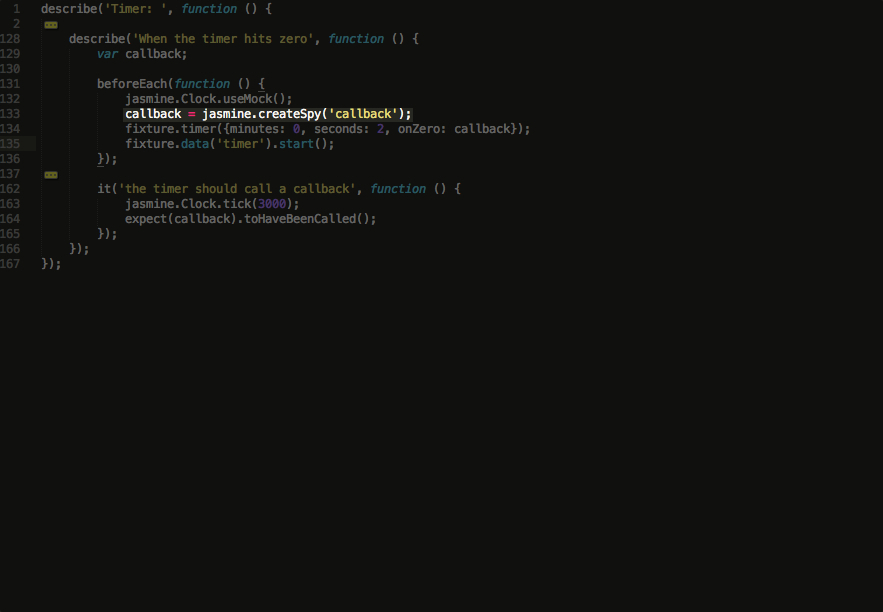 1 describe('Timer: ', function () {
2
128 describe('When the timer hits zero', function () {
129 var callback;
130
131 beforeEach(function () {
132 jasmine.Clock.useMock();
133 callback = jasmine.createSpy('callback');
134 fixture.timer({minutes: 0, seconds: 2, onZero: callback});
135 fixture.data('timer').start();
136 });
137
162 it('the timer should call a callback', function () {
163 jasmine.Clock.tick(3000);
164 expect(callback).toHaveBeenCalled();
165 });
166 });
167 });